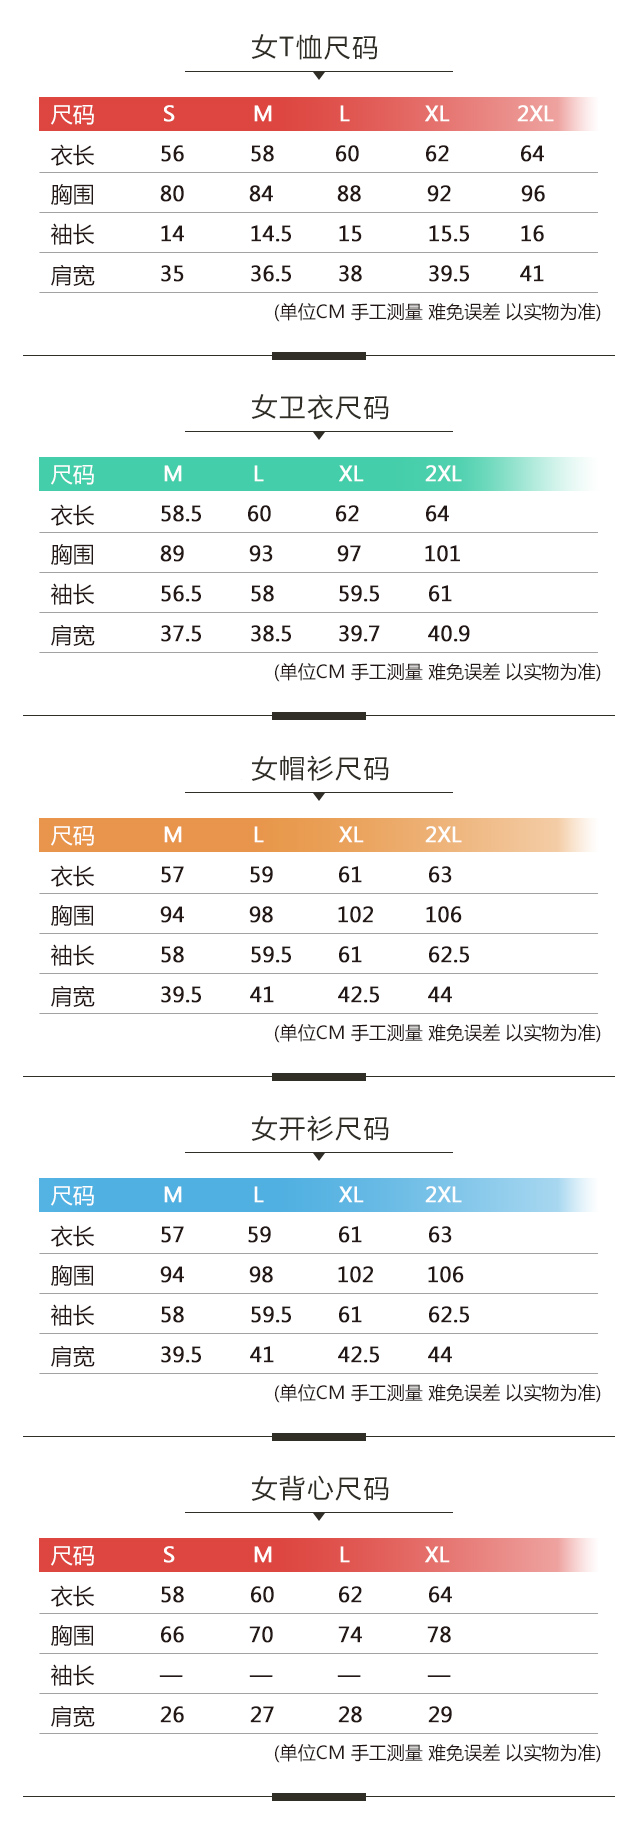 女T恤尺码
尺码 S M L XL 2XL
衣长 56 58 60 62 64
胸围 80 84 88 92 96
袖长 14 14.5 15 15.5 16
肩宽 35 36.5 38 39.5 41
(单位CM 手工测量 难免误差 以实物为准)
女卫衣尺码
尺码 M L XL 2XL
衣长 58.5 60 62 64
胸围 89 93 97 101
袖长 56.5 58 59.5 61
肩宽 37.5 38.5 39.7 40.9
(单位CM 手工测量 难免误差 以实物为准)
女帽衫尺码
尺码 M L XL 2XL
衣长 57 59 61 63
胸围 94 98 102 106
袖长 58 59.5 61 62.5
肩宽 39.5 41 42.5 44
(单位CM 手工测量 难免误差 以实物为准)
女开衫尺码
尺码 M L XL 2XL
衣长 57 59 61 63
胸围 94 98 102 106
袖长 58 59.5 61 62.5
肩宽 39.5 41 42.5 44
(单位CM 手工测量 难免误差 以实物为准)
女背心尺码
尺码 S M L XL
衣长 58 60 62 64
胸围 66 70 74 78
袖长 — — — —
肩宽 26 27 28 29
(单位CM 手工测量 难免误差 以实物为准)